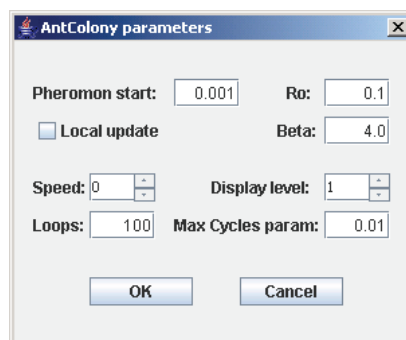 AntColony parameters
Pheromon start: 0.001 Ro: 0.1
Local update Beta: 4.0
Speed: 0 Display level: 1
Loops: 100 Max Cycles param: 0.01
OK Cancel